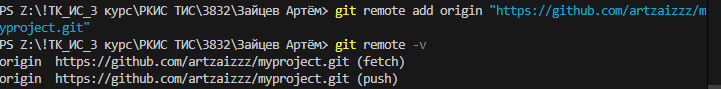 PS Z:\!ТК_ИС_3 курс\РКИС ТИС\3832\Зайцев Артём> git remote add origin "https://github.com/artzaizzz/m
yproject.git"
PS Z:\!ТК_ИС_3 курс\РКИС ТИС\3832\Зайцев Артём> git remote -v
origin  https://github.com/artzaizzz/myproject.git (fetch)
origin  https://github.com/artzaizzz/myproject.git (push)